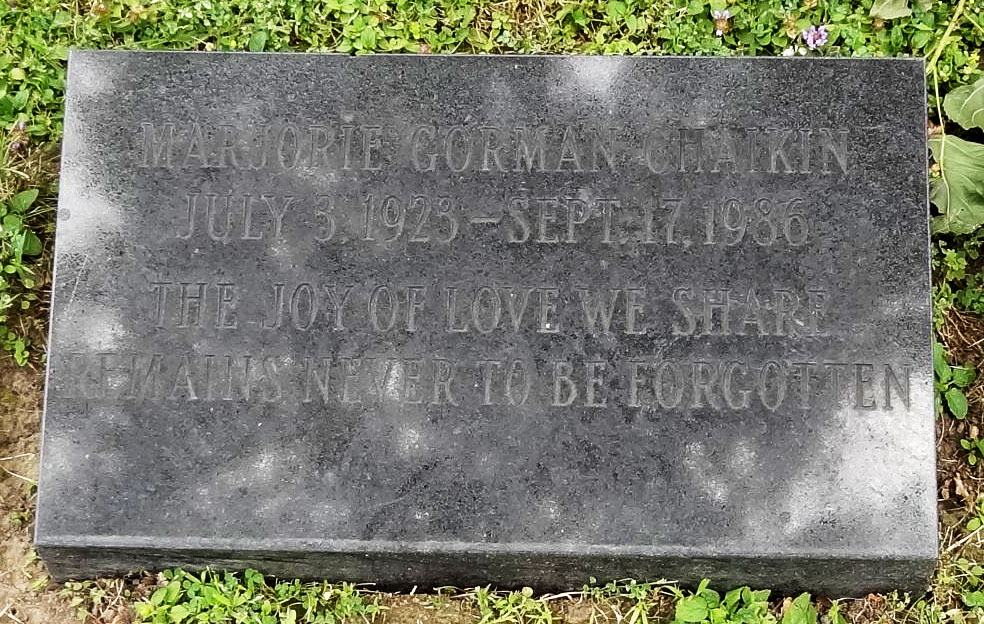 MARJORIE GORMAN CHAIKIN
JULY 3, 1923 – SEPT. 17, 1986
THE JOY OF LOVE WE SHARE
REMAINS NEVER TO BE FORGOTTEN